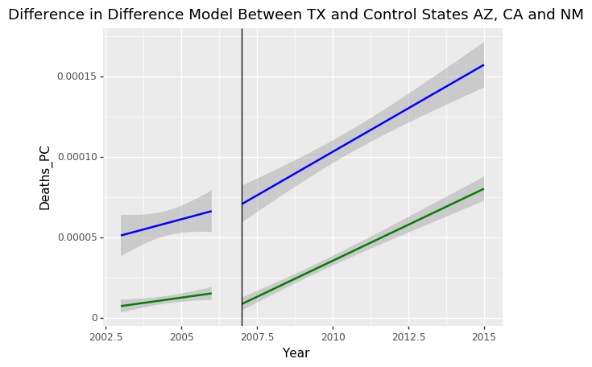 Difference in Difference Model Between TX and Control States AZ, CA and NM
0.00015
0.00010
0.00005
0
Deaths_PC
2002.5 2005 2007.5 2010 2012.5 2015
Year